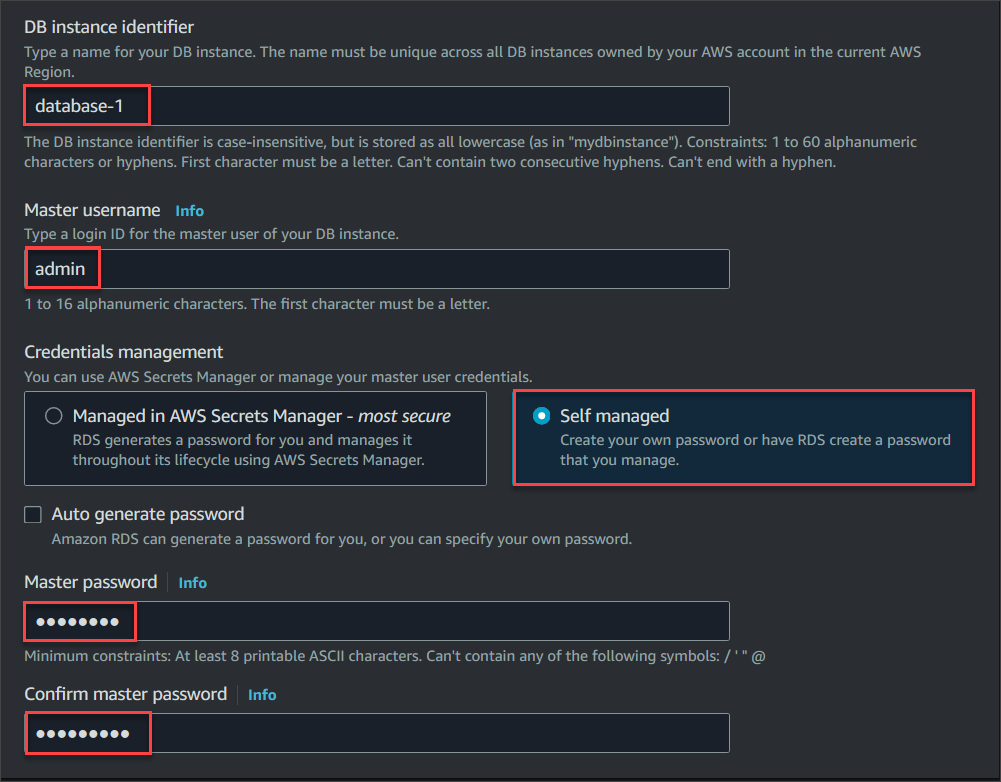 DB instance identifier
Type a name for your DB instance. The name must be unique across all DB instances owned by your AWS account in the current AWS
Region.
database-1
The DB instance identifier is case-insensitive, but is stored as all lowercase (as in "mydbinstance"). Constraints: 1 to 60 alphanumeric
characters or hyphens. First character must be a letter. Can't contain two consecutive hyphens. Can't end with a hyphen.
Master username Info
Type a login ID for the master user of your DB instance.
admin
1 to 16 alphanumeric characters. The first character must be a letter.
Credentials management
You can use AWS Secrets Manager or manage your master user credentials.
Managed in AWS Secrets Manager - most secure
RDS generates a password for you and manages it
throughout its lifecycle using AWS Secrets Manager.
Self managed
Create your own password or have RDS create a password
that you manage.
Auto generate password
Amazon RDS can generate a password for you, or you can specify your own password.
Master password Info
••••••••
Minimum constraints: At least 8 printable ASCII characters. Can't contain any of the following symbols: / ' " @
Confirm master password Info
•••••••••